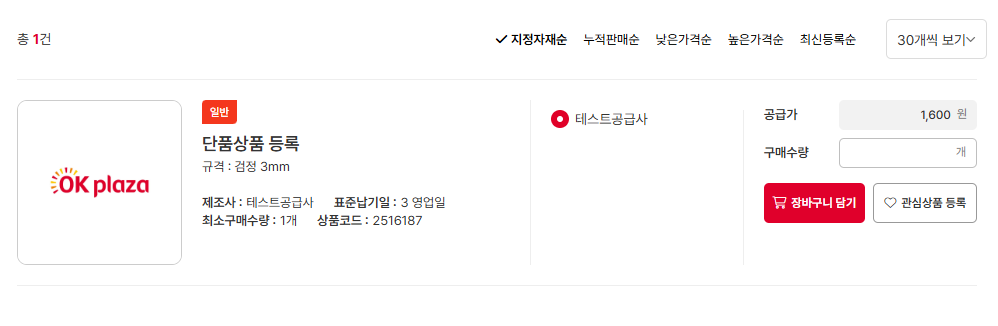 총 1건
지정자재순 누적판매순 낮은가격순 높은가격순 최신등록순
30개씩 보기
OK plaza
일반
단품상품 등록
규격 : 검정 3mm
제조사 : 테스트공급사 표준납기일 : 3 영업일
최소구매수량 : 1개 상품코드 : 2516187
테스트공급사
공급가 1,600 원
구매수량 개
장바구니 담기 관심상품 등록